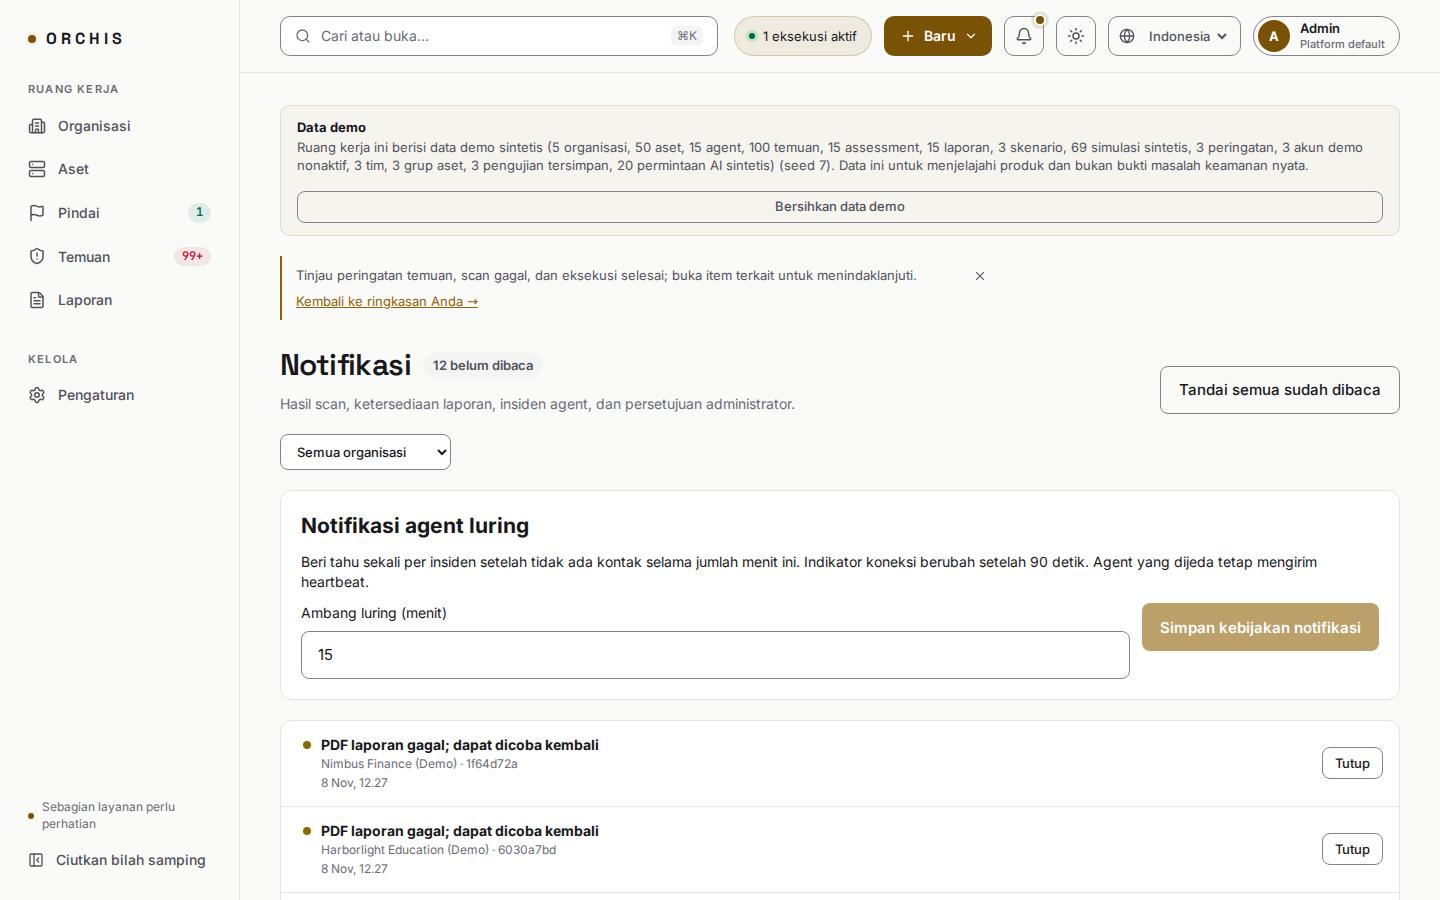 ORCHIS
Cari atau buka...
⌘K
1 eksekusi aktif
Baru
Indonesia
A
Admin
Platform default
RUANG KERJA
Organisasi
Aset
Pindai
1
Temuan
99+
Laporan
KELOLA
Pengaturan
Sebagian layanan perlu
perhatian
Ciutkan bilah samping
Data demo
Ruang kerja ini berisi data demo sintetis (5 organisasi, 50 aset, 15 agent, 100 temuan, 15 assessment, 15 laporan, 3 skenario, 69 simulasi sintetis, 3 peringatan, 3 akun demo
nonaktif, 3 tim, 3 grup aset, 3 pengujian tersimpan, 20 permintaan AI sintetis) (seed 7). Data ini untuk menjelajahi produk dan bukan bukti masalah keamanan nyata.
Bersihkan data demo
Tinjau peringatan temuan, scan gagal, dan eksekusi selesai; buka item terkait untuk menindaklanjuti.
Kembali ke ringkasan Anda →
Notifikasi
12 belum dibaca
Hasil scan, ketersediaan laporan, insiden agent, dan persetujuan administrator.
Tandai semua sudah dibaca
Semua organisasi
Notifikasi agent luring
Beri tahu sekali per insiden setelah tidak ada kontak selama jumlah menit ini. Indikator koneksi berubah setelah 90 detik. Agent yang dijeda tetap mengirim
heartbeat.
Ambang luring (menit)
15
Simpan kebijakan notifikasi
PDF laporan gagal; dapat dicoba kembali
Nimbus Finance (Demo) · 1f64d72a
8 Nov, 12.27
Tutup
PDF laporan gagal; dapat dicoba kembali
Harborlight Education (Demo) · 6030a7bd
8 Nov, 12.27
Tutup